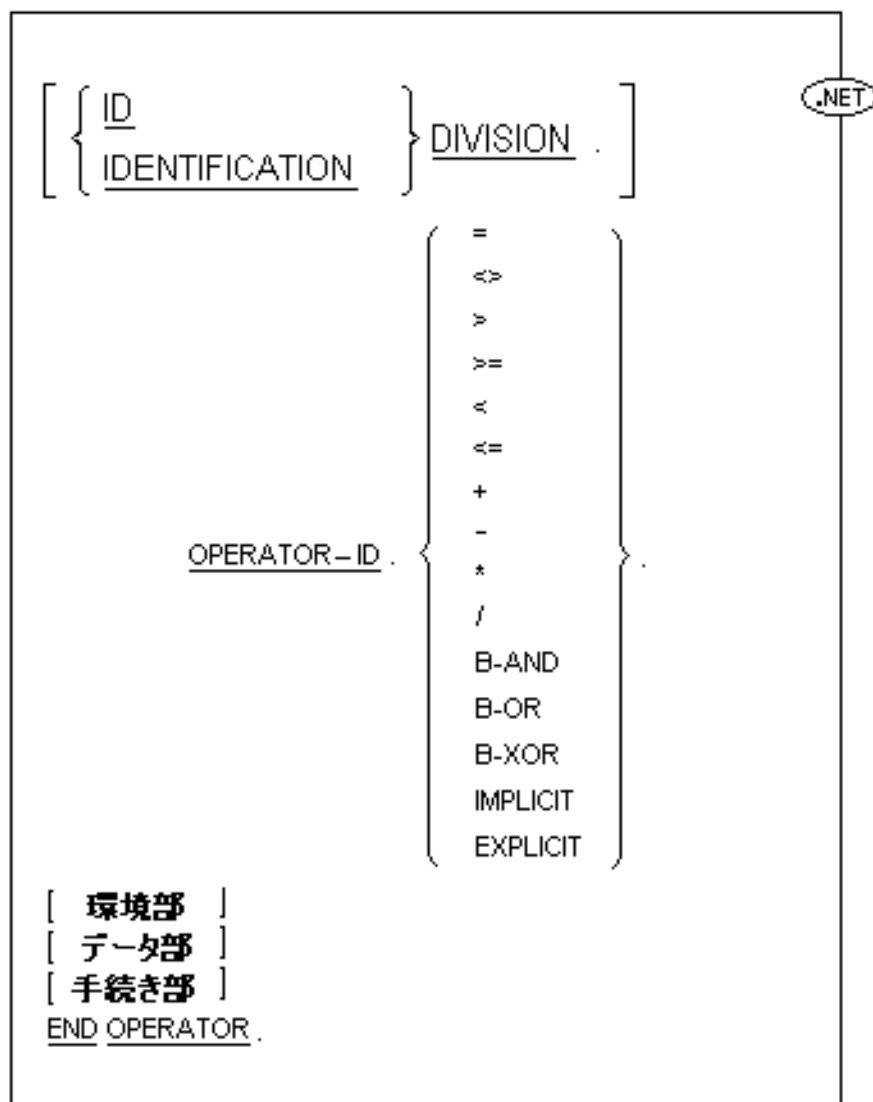 .NET
ID
IDENTIFICATION
DIVISION .
=
<>
>
>=
<
<=
+
-
OPERATOR–ID .
*
.
/
B-AND
B-OR
B-XOR
IMPLICIT
EXPLICIT
[ 環境部 ]
[ データ部 ]
[ 手続き部 ]
END OPERATOR .